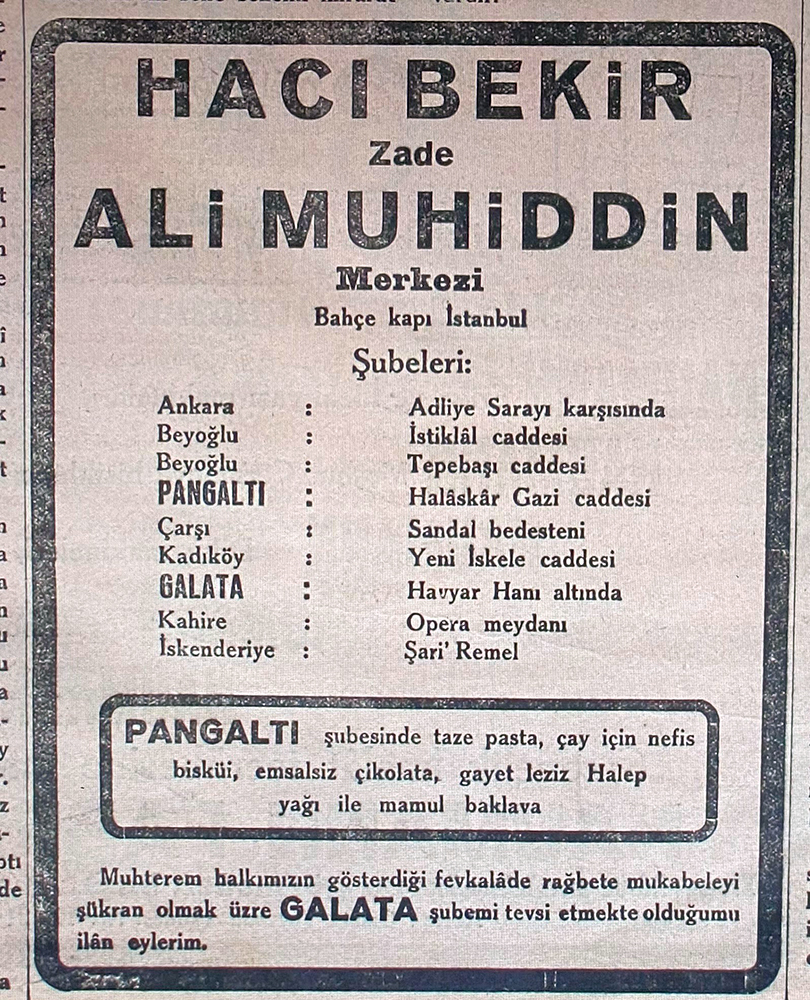 HACI BEKİR
Zade
ALİ MUHİDDİN
Merkezi
Bahçe kapı İstanbul
Şubeleri:
Ankara : Adliye Sarayı karşısında
Beyoğlu : İstiklâl caddesi
Beyoğlu : Tepebaşı caddesi
PANGALTI : Halâskâr Gazi caddesi
Çarşı : Sandal bedesteni
Kadıköy : Yeni İskele caddesi
GALATA : Havyar Hanı altında
Kahire : Opera meydanı
İskenderiye : Şari' Remel
PANGALTI şubesinde taze pasta, çay için nefis
bisküi, emsalsiz çikolata, gayet leziz Halep
yağı ile mamul baklava
Muhterem halkımızın gösterdiği fevkalâde rağbete mukabeleyi
şükran olmak üzre GALATA şubemi tevsi etmekte olduğumu
ilân eylerim.